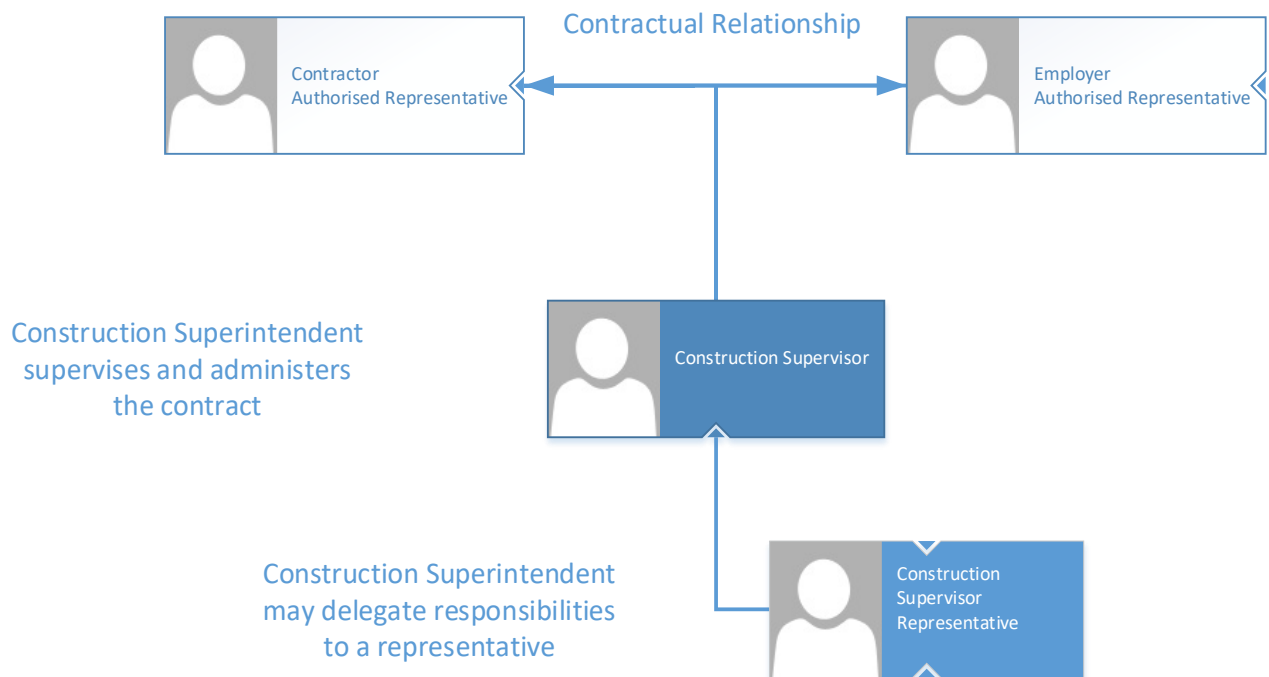 Contractual Relationship
Contractor
Authorised Representative
Employer
Authorised Representative
Construction Superintendent
supervises and administers
the contract
Construction Supervisor
Construction Superintendent
may delegate responsibilities
to a representative
Construction
Supervisor
Representative